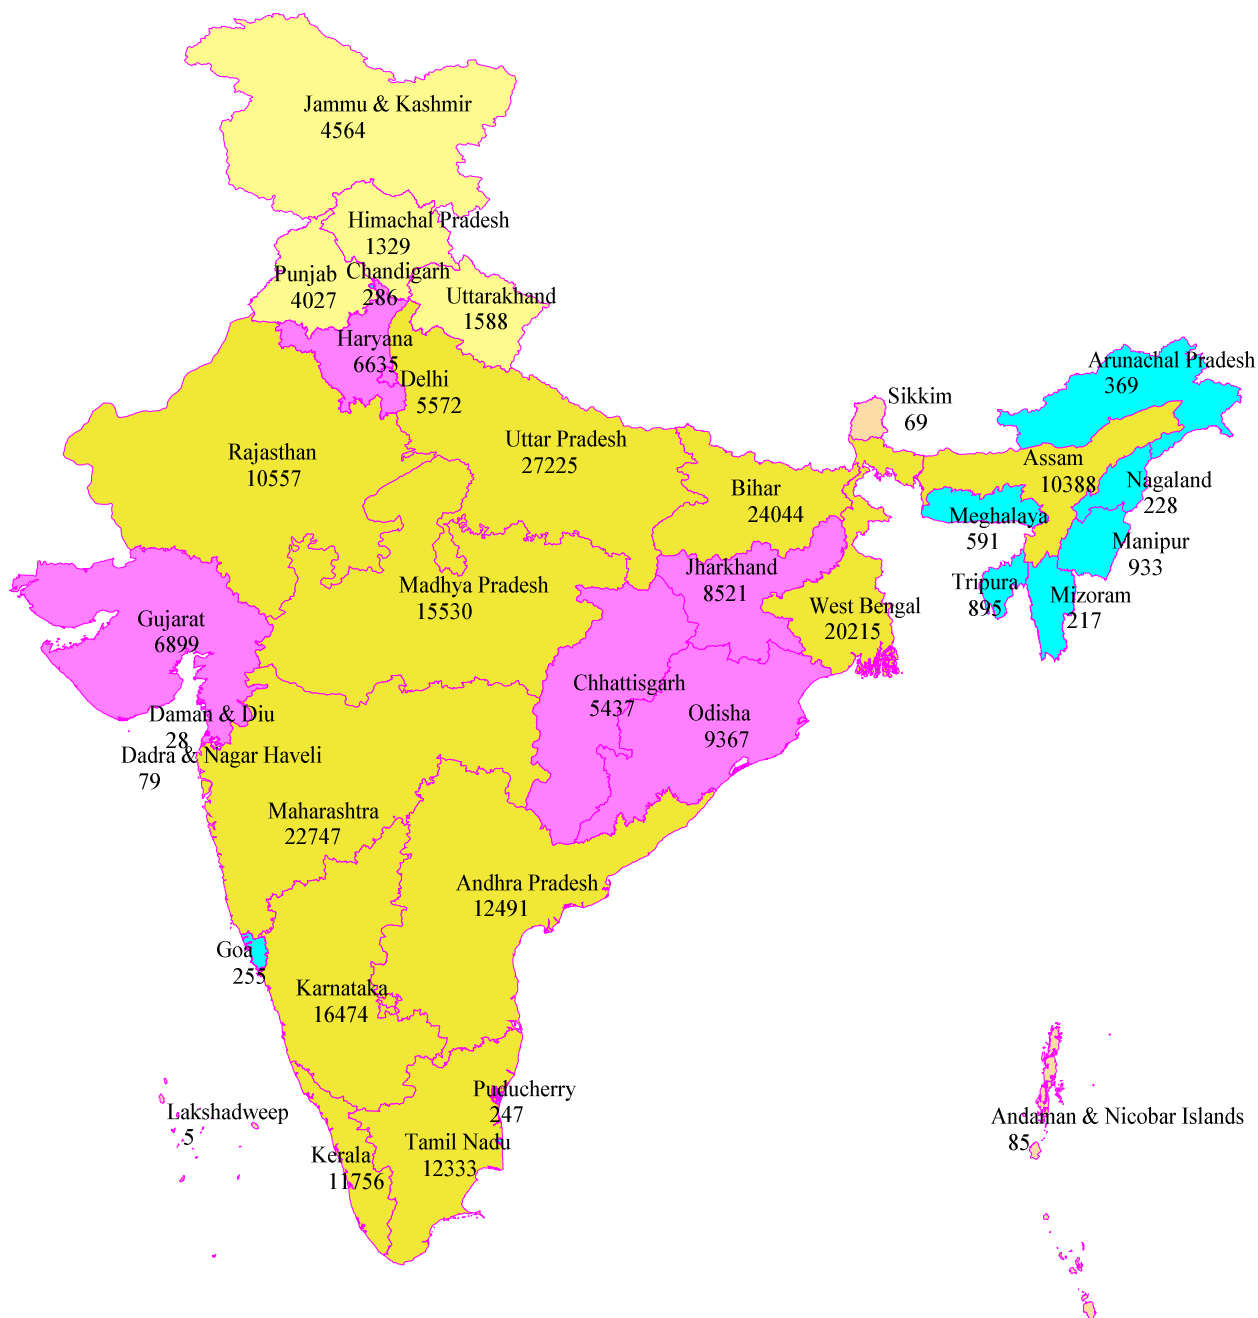 Jammu & Kashmir
4564
Himachal Pradesh
1329
Punjab
4027
Chandigarh
286
Uttarakhand
1588
Haryana
6635
Delhi
5572
Arunachal Pradesh
369
Sikkim
69
Rajasthan
10557
Uttar Pradesh
27225
Assam
10388
Bihar
24044
Nagaland
228
Meghalaya
591
Manipur
933
Jharkhand
8521
Madhya Pradesh
15530
Tripura
895
Mizoram
217
West Bengal
20215
Gujarat
6899
Chhattisgarh
5437
Odisha
9367
Daman & Diu
28
Dadra & Nagar Haveli
79
Maharashtra
22747
Andhra Pradesh
12491
Goa
255
Karnataka
16474
Puducherry
247
Lakshadweep
5
Andaman & Nicobar Islands
85
Tamil Nadu
12333
Kerala
11756